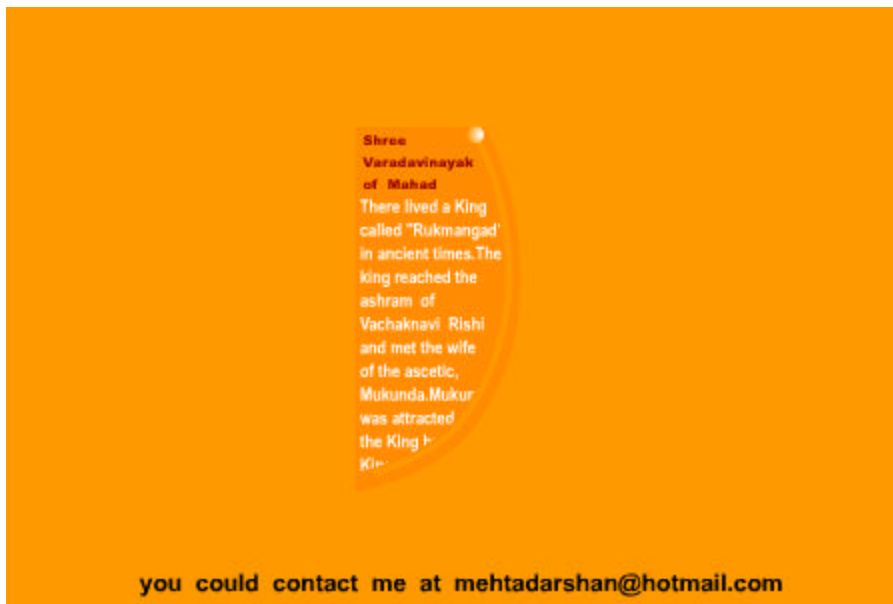 Shree
Varadavinayak
of Mahad
There lived a King
called "Rukmangad'
in ancient times.The
king reached the
ashram of
Vachaknavi Rishi
and met the wife
of the ascetic,
Mukunda.Mukur
was attracted
the King
you could contact me at mehtadarshan@hotmail.com